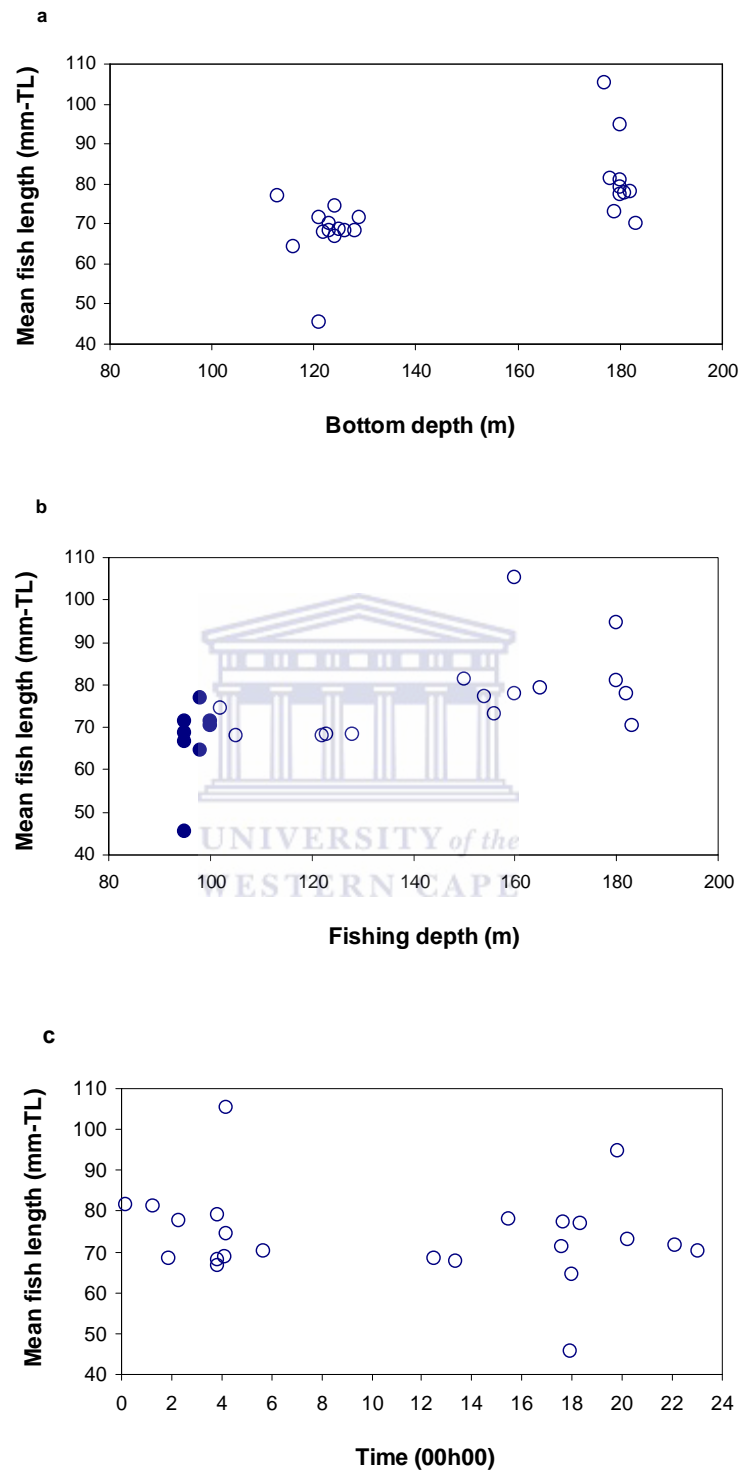 a
110
100
90
80
70
60
50
40
80 100 120 140 160 180 200
Mean fish length (mm-TL)
Bottom depth (m)
b
110
100
90
80
70
60
50
40
80 100 120 140 160 180 200
Mean fish length (mm-TL)
Fishing depth (m)
UNIVERSITY of the
WESTERN CAPE
c
110
100
90
80
70
60
50
40
0 2 4 6 8 10 12 14 16 18 20 22 24
Mean fish length (mm-TL)
Time (00h00)